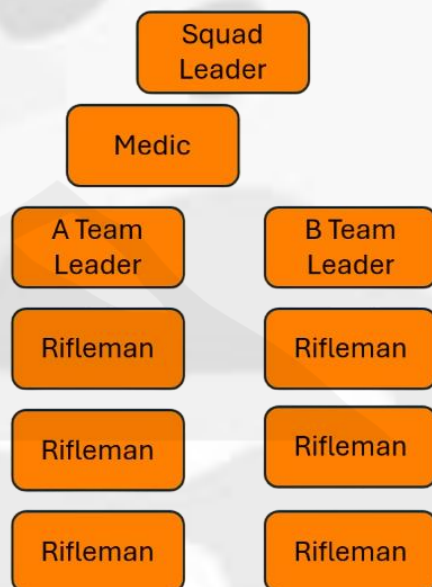 Squad
Leader
Medic
A Team
Leader
B Team
Leader
Rifleman
Rifleman
Rifleman
Rifleman
Rifleman
Rifleman